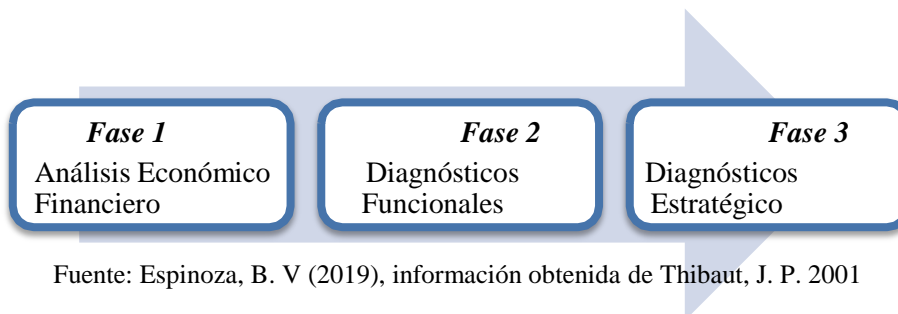 Fase 1
Análisis Económico
Financiero
Fase 2
Diagnósticos
Funcionales
Fase 3
Diagnósticos
Estratégico
Fuente: Espinoza, B. V (2019), información obtenida de Thibaut, J. P. 2001